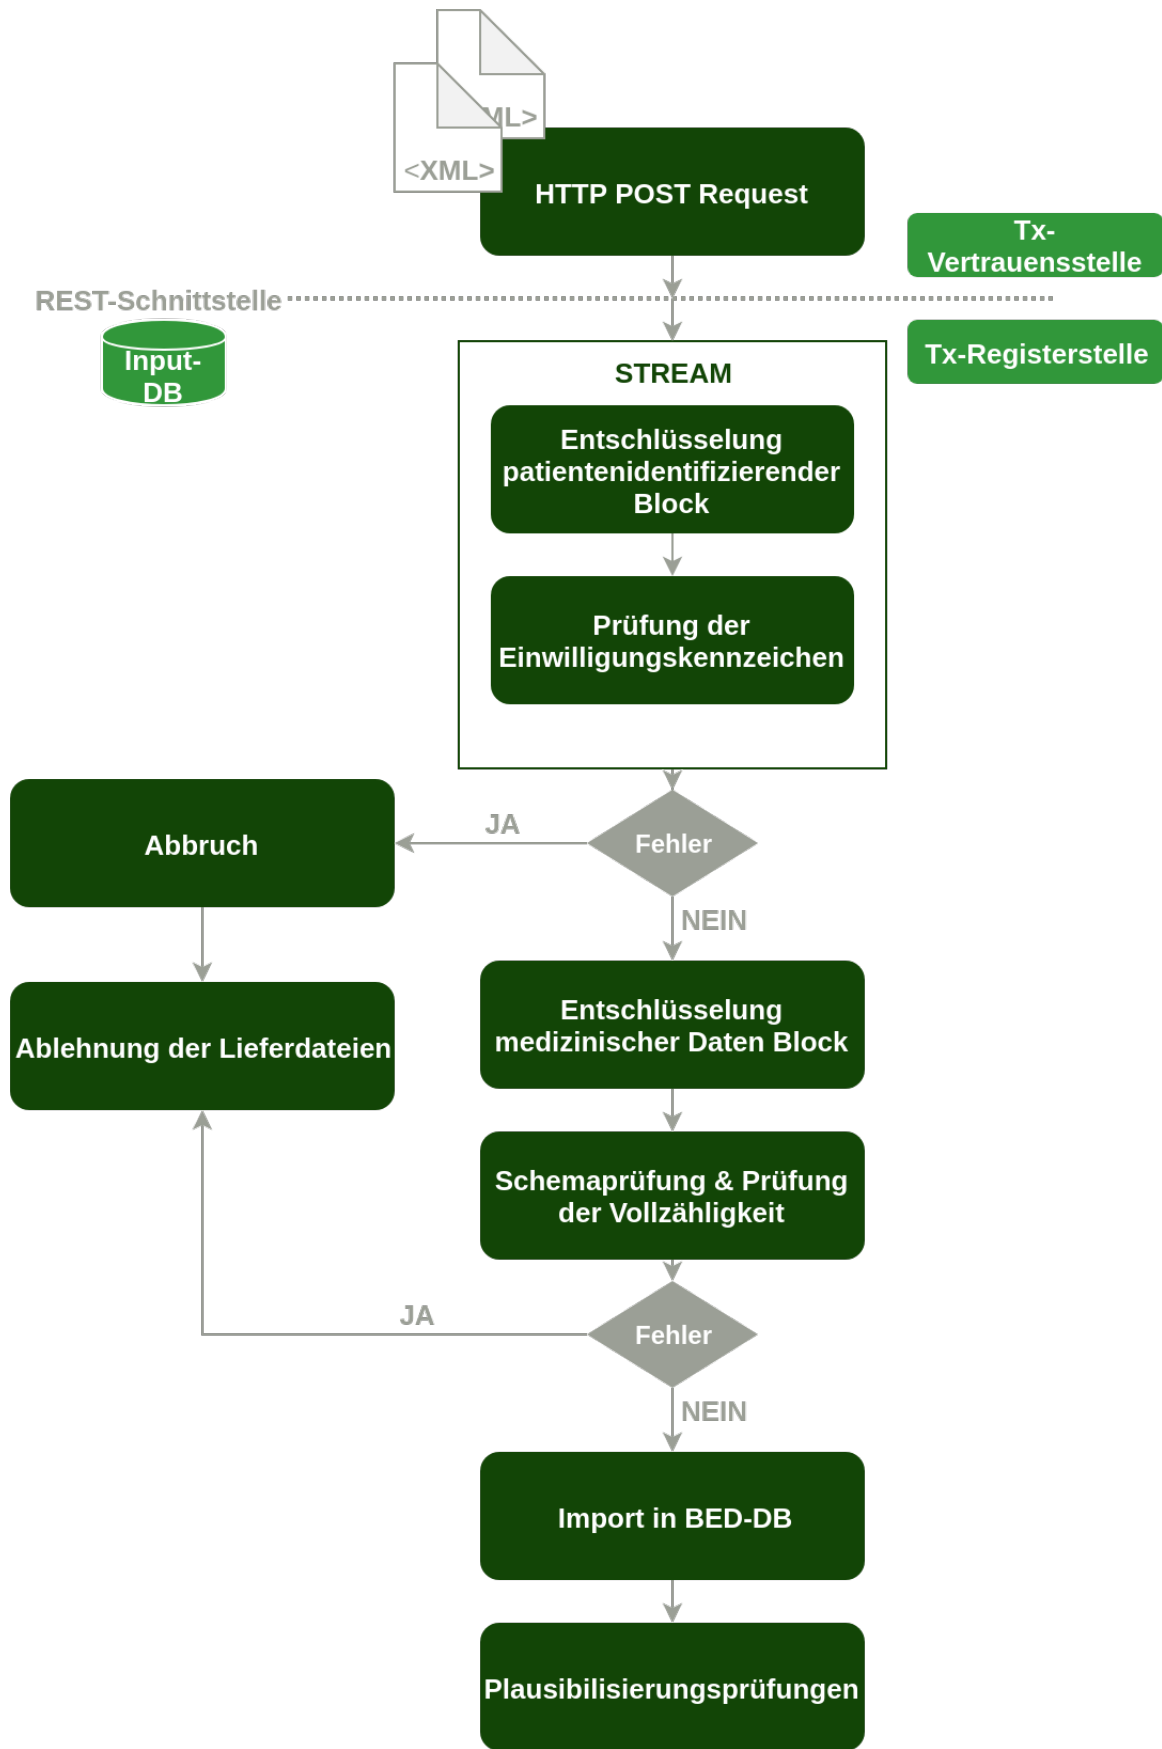 ML>
<XML>
HTTP POST Request
Tx-
Vertrauensstelle
REST-Schnittstelle
Input-
DB
Tx-Registerstelle
STREAM
Entschlüsselung
patientenidentifizierender
Block
Prüfung der
Einwilligungskennzeichen
JA
Fehler
Abbruch
NEIN
Entschlüsselung
medizinischer Daten Block
Ablehnung der Lieferdateien
Schemaprüfung & Prüfung
der Vollzähligkeit
JA
Fehler
NEIN
Import in BED-DB
Plausibilisierungsprüfungen